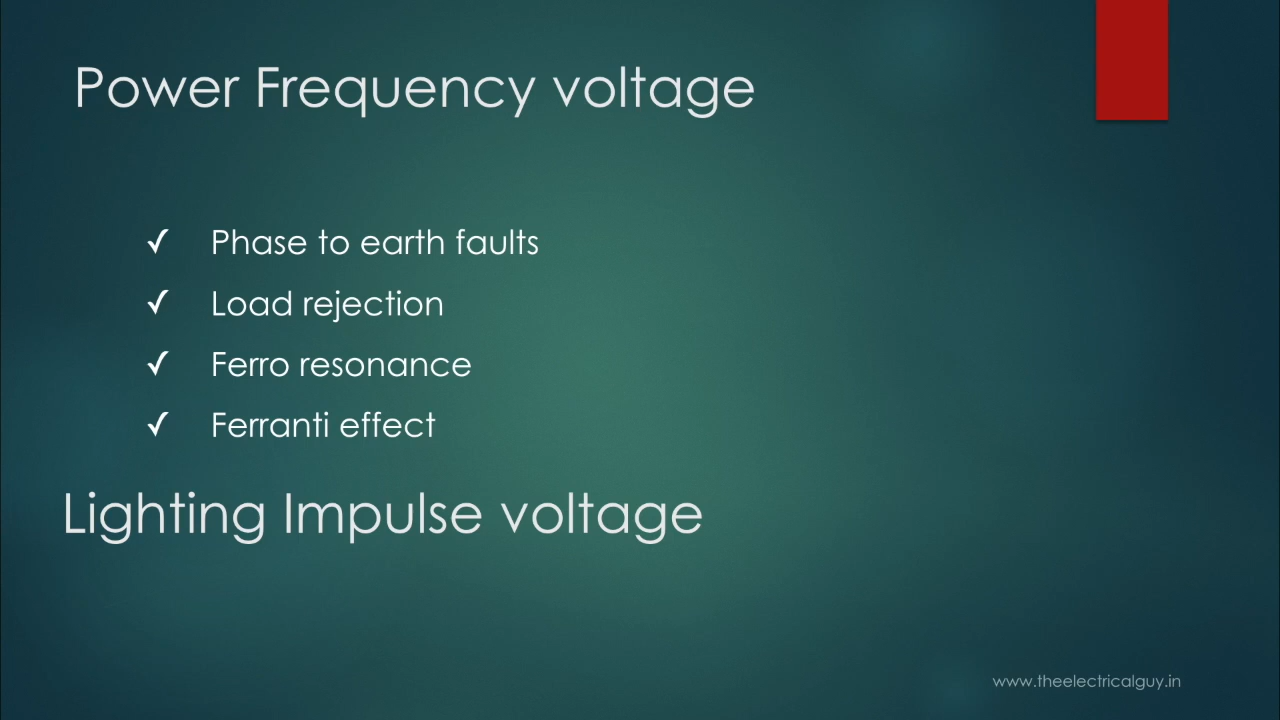 Power Frequency voltage
✓ Phase to earth faults
✓ Load rejection
✓ Ferro resonance
✓ Ferranti effect
Lighting Impulse voltage
www.theelectricalguy.in